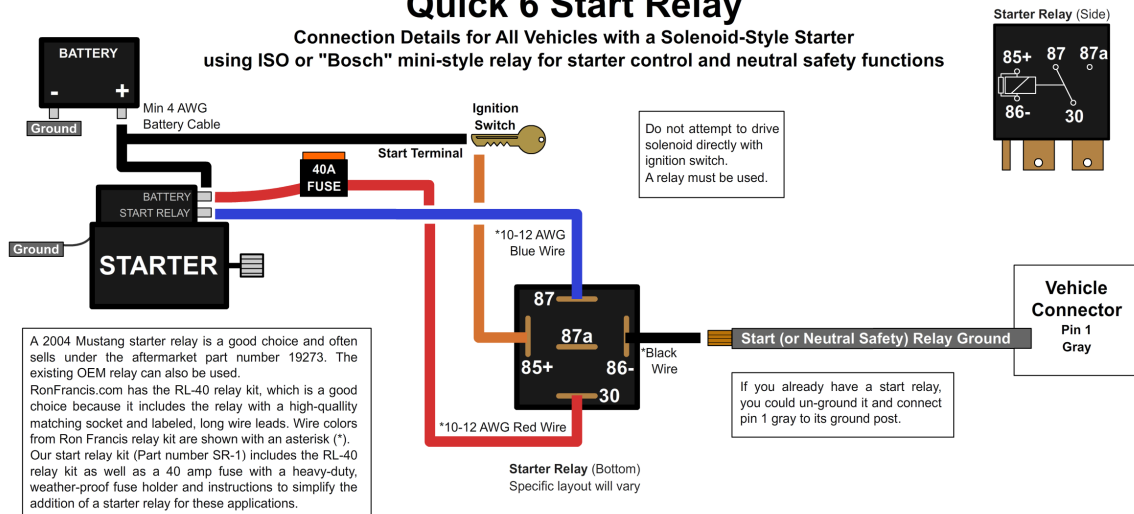 Quick 6 Start Relay
Connection Details for All Vehicles with a Solenoid-Style Starter
using ISO or "Bosch" mini-style relay for starter control and neutral safety functions
Starter Relay (Side)
85+ 87 87a
86- 30
BATTERY
- +
Ground
Min 4 AWG
Battery Cable
Ignition
Switch
Start Terminal
40A
FUSE
Do not attempt to drive
solenoid directly with
ignition switch.
A relay must be used.
BATTERY
START RELAY
Ground
STARTER
*10-12 AWG
Blue Wire
87
87a
85+ 86-
30
*Black
Wire
Start (or Neutral Safety) Relay Ground
Vehicle
Connector
Pin 1
Gray
If you already have a start relay,
you could un-ground it and connect
pin 1 gray to its ground post.
*10-12 AWG Red Wire
Starter Relay (Bottom)
Specific layout will vary
A 2004 Mustang starter relay is a good choice and often
sells under the aftermarket part number 19273. The
existing OEM relay can also be used.
RonFrancis.com has the RL-40 relay kit, which is a good
choice because it includes the relay with a high-quallity
matching socket and labeled, long wire leads. Wire colors
from Ron Francis relay kit are shown with an asterisk (*).
Our start relay kit (Part number SR-1) includes the RL-40
relay kit as well as a 40 amp fuse with a heavy-duty,
weather-proof fuse holder and instructions to simplify the
addition of a starter relay for these applications.